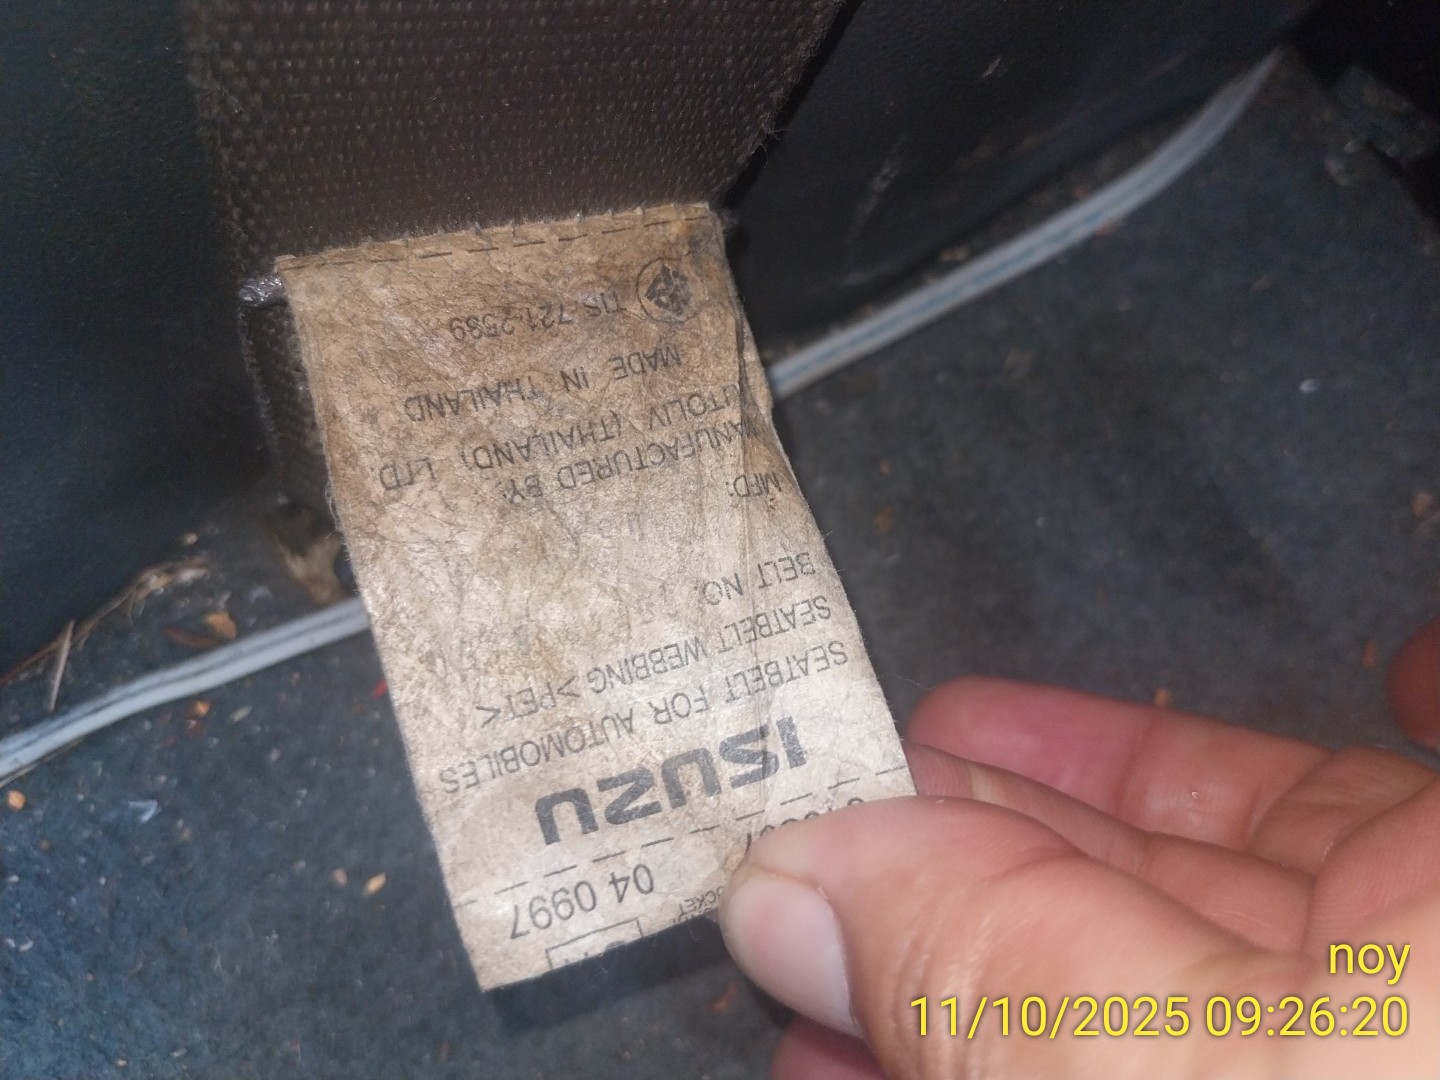 ISUZU
SEATBELT FOR AUTOMOBILES
SEATBELT WEBBING >PET<
BELT NO.
MFD:
MANUFACTURED BY:
AUTOLIV (THAILAND) LTD.
MADE IN THAILAND
TIS 721-2539
04 0997
noy
11/10/2025 09:26:20